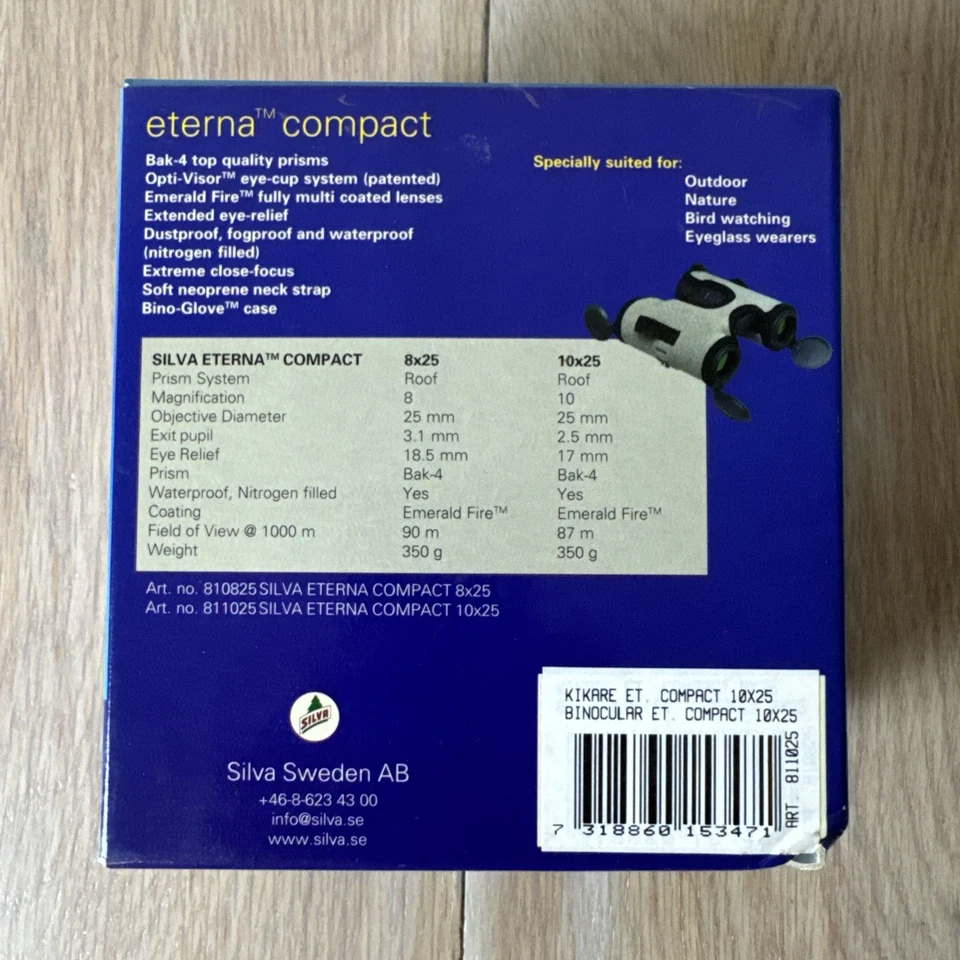 eterna™ compact
Bak-4 top quality prisms
Opti-Visor™ eye-cup system (patented)
Emerald Fire™ fully multi coated lenses
Extended eye-relief
Dustproof, fogproof and waterproof
(nitrogen filled)
Extreme close-focus
Soft neoprene neck strap
Bino-Glove™ case
Specially suited for:
Outdoor
Nature
Bird watching
Eyeglass wearers
SILVA ETERNA™ COMPACT 8x25 10x25
Prism System Roof Roof
Magnification 8 10
Objective Diameter 25 mm 25 mm
Exit pupil 3.1 mm 2.5 mm
Eye Relief 18.5 mm 17 mm
Prism Bak-4 Bak-4
Waterproof, Nitrogen filled Yes Yes
Coating Emerald Fire™ Emerald Fire™
Field of View @ 1000 m 90 m 87 m
Weight 350 g 350 g
Art. no. 810825 SILVA ETERNA COMPACT 8x25
Art. no. 811025 SILVA ETERNA COMPACT 10x25
SILVA
Silva Sweden AB
+46-8-623 43 00
info@silva.se
www.silva.se
KIKARE ET. COMPACT 10X25
BINOCULAR ET. COMPACT 10X25
7 318860 153471
ART. 811025